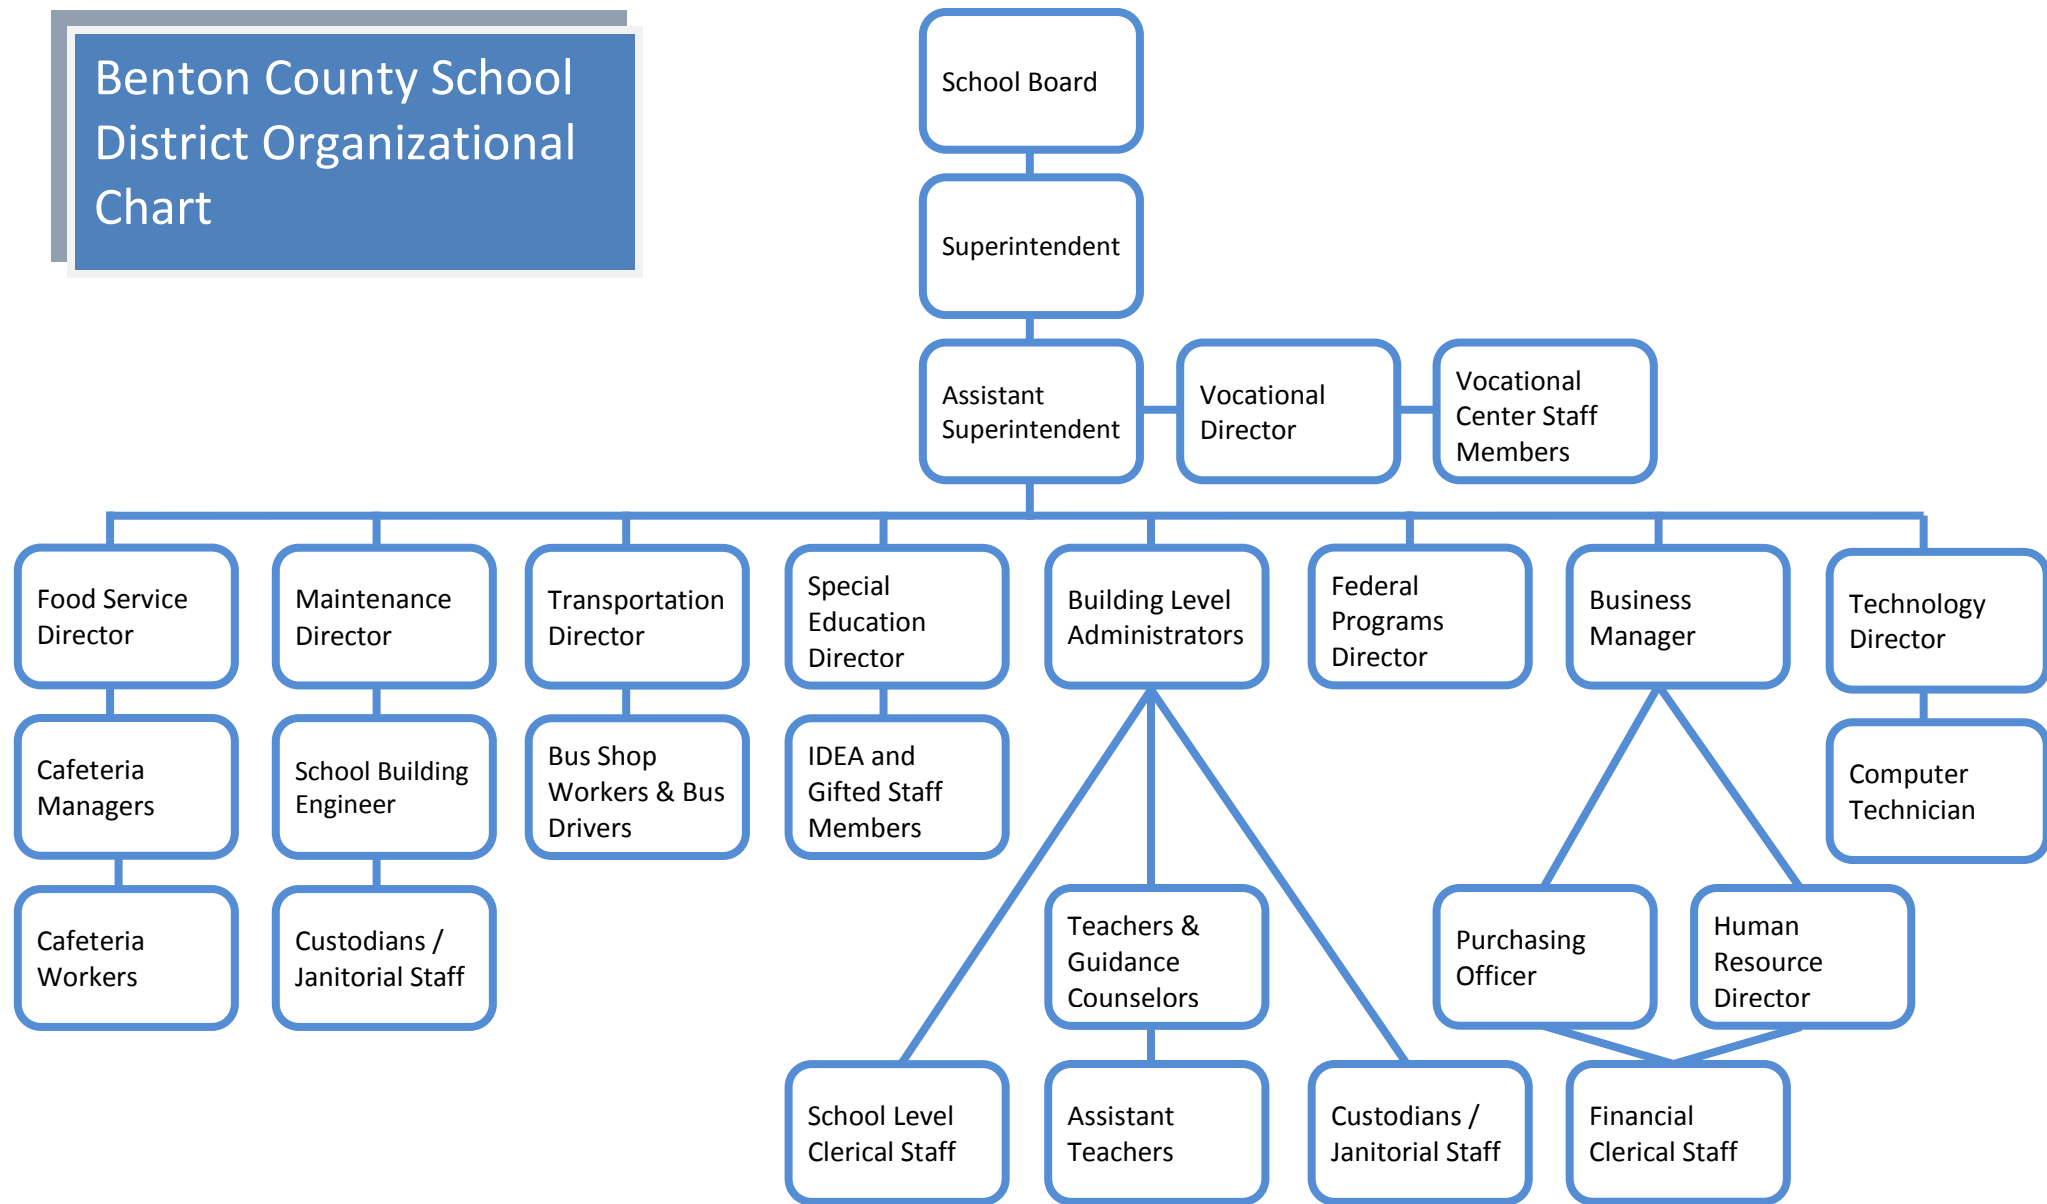 Benton County School
District Organizational
Chart
School Board
Superintendent
Assistant
Superintendent
Vocational
Director
Vocational
Center Staff
Members
Food Service
Director
Maintenance
Director
Transportation
Director
Special
Education
Director
Building Level
Administrators
Federal
Programs
Director
Business
Manager
Technology
Director
Cafeteria
Managers
School Building
Engineer
Bus Shop
Workers & Bus
Drivers
IDEA and
Gifted Staff
Members
Computer
Technician
Cafeteria
Workers
Custodians /
Janitorial Staff
Teachers &
Guidance
Counselors
Purchasing
Officer
Human
Resource
Director
School Level
Clerical Staff
Assistant
Teachers
Custodians /
Janitorial Staff
Financial
Clerical Staff